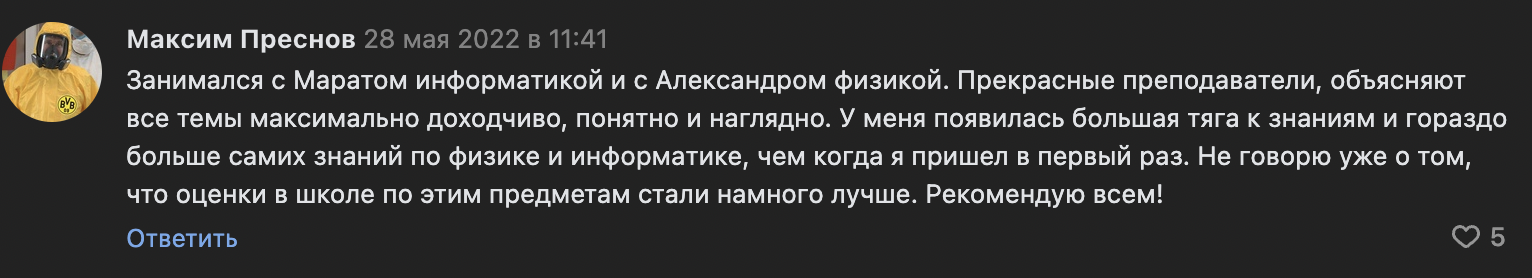 Максим Преснов 28 мая 2022 в 11:41
Занимался с Маратом информатикой и с Александром физикой. Прекрасные преподаватели, объясняют
все темы максимально доходчиво, понятно и наглядно. У меня появилась большая тяга к знаниям и гораздо
больше самих знаний по физике и информатике, чем когда я пришел в первый раз. Не говорю уже о том,
что оценки в школе по этим предметам стали намного лучше. Рекомендую всем!
BVB
Ответить
5